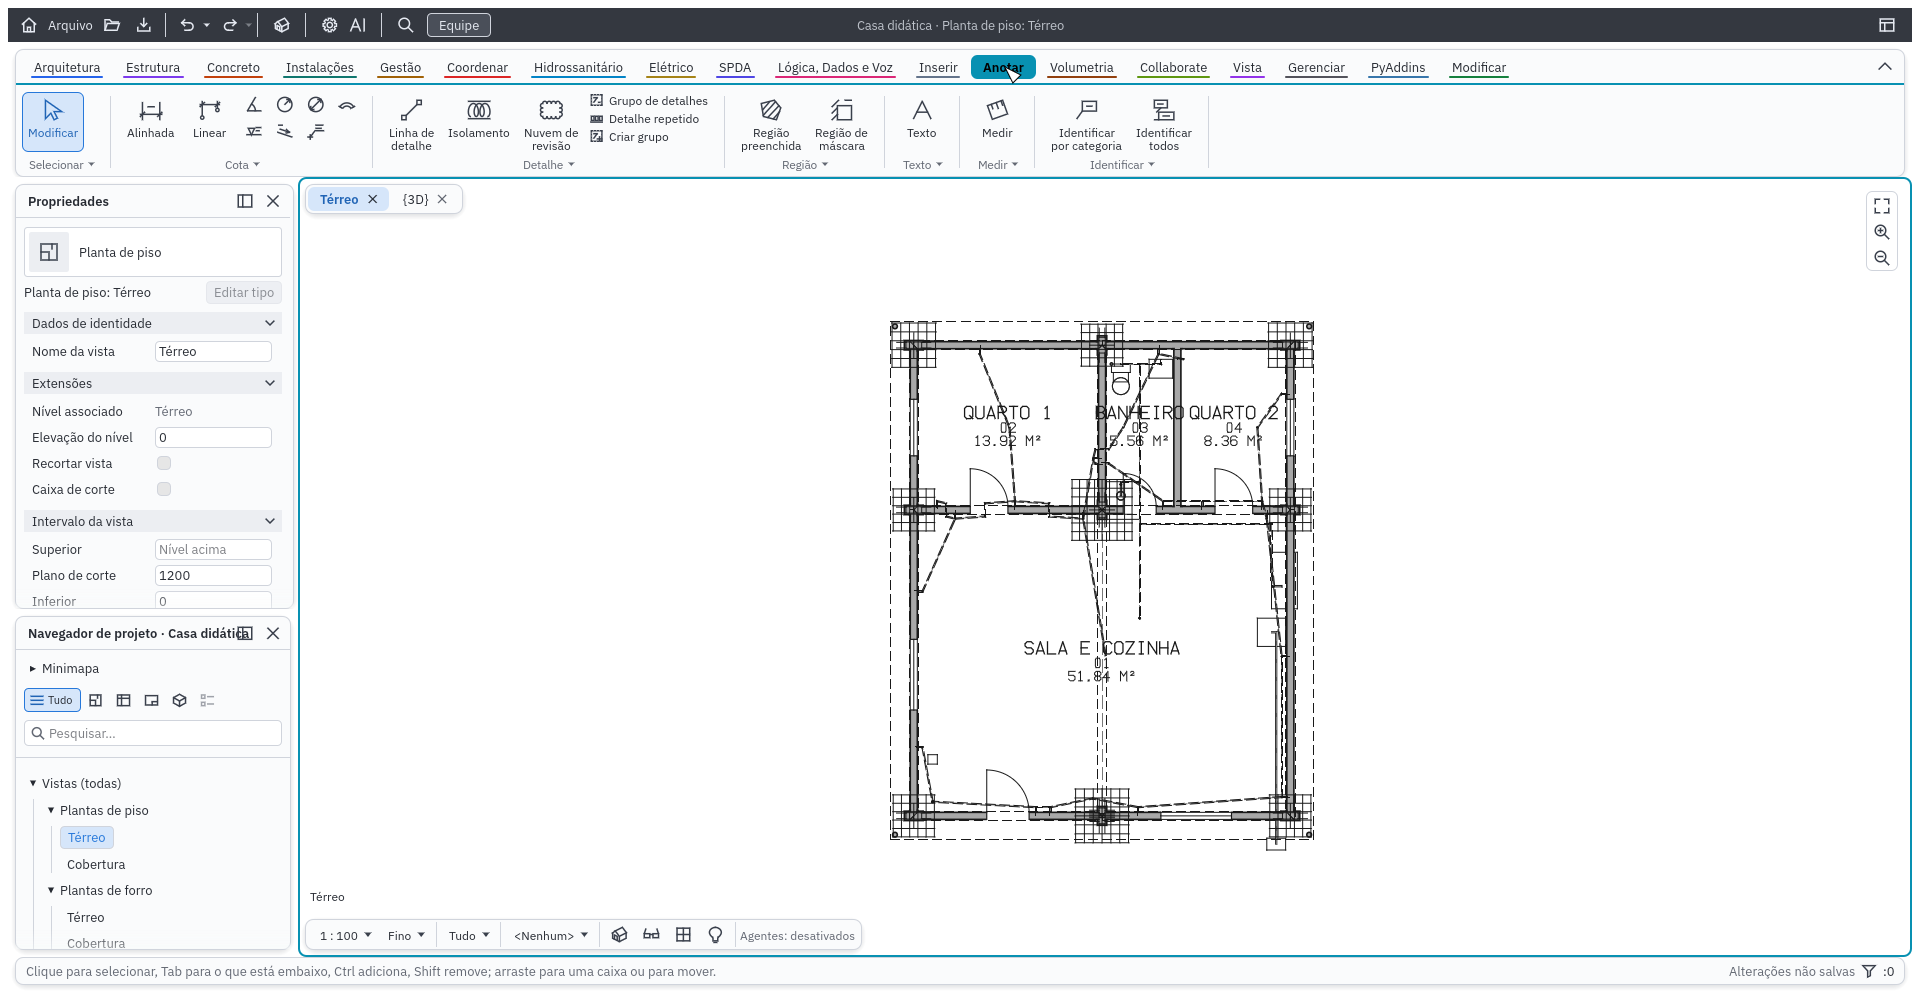 Arquivo
AI
Equipe
Casa didática · Planta de piso: Térreo
Arquitetura Estrutura Concreto Instalações Gestão Coordenar Hidrossanitário Elétrico SPDA Lógica, Dados e Voz Inserir Anotar Volumetria Collaborate Vista Gerenciar PyAddins Modificar
Modificar
Selecionar
Alinhada
Linear
Cota
Linha de
detalhe
Isolamento
Nuvem de
revisão
Grupo de detalhes
Detalhe repetido
Criar grupo
Detalhe
Região
preenchida
Região de
máscara
Região
Texto
Texto
Medir
Medir
Identificar
por categoria
Identificar
todos
Identificar
Propriedades
Planta de piso
Planta de piso: Térreo
Editar tipo
Dados de identidade
Nome da vista Térreo
Extensões
Nível associado Térreo
Elevação do nível 0
Recortar vista
Caixa de corte
Intervalo da vista
Superior Nível acima
Plano de corte 1200
Inferior 0
Navegador de projeto · Casa didática
Minimapa
Tudo
Pesquisar...
Vistas (todas)
Plantas de piso
Térreo
Cobertura
Plantas de forro
Térreo
Cobertura
Térreo
{3D}
QUARTO 1
02
13.92 M²
BANHEIRO
03
5.56 M²
QUARTO 2
04
8.36 M²
SALA E COZINHA
01
51.84 M²
Térreo
1 : 100 Fino Tudo <Nenhum> Agentes: desativados
Clique para selecionar, Tab para o que está embaixo, Ctrl adiciona, Shift remove; arraste para uma caixa ou para mover.
Alterações não salvas :0